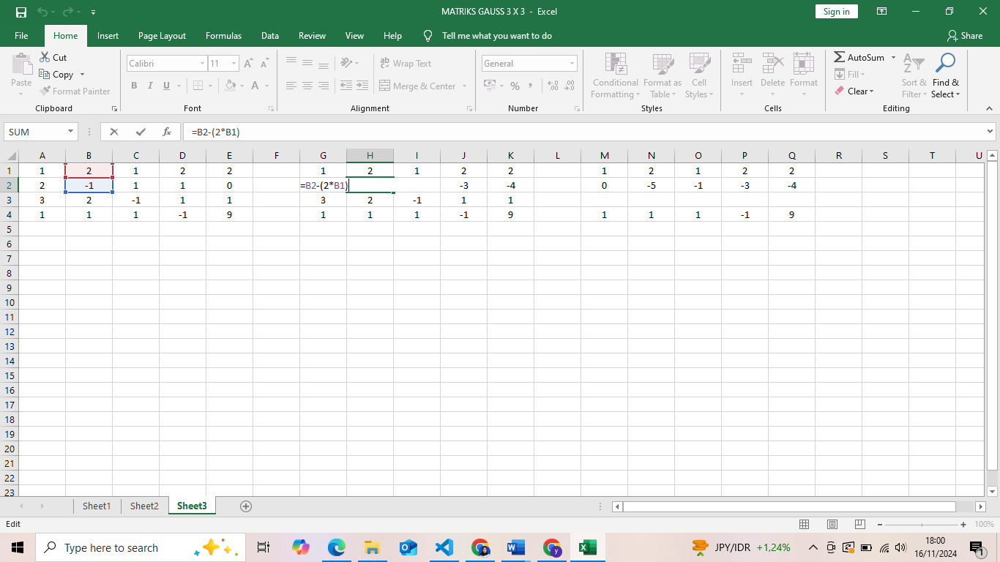 MATRIKS GAUSS 3 X 3 - Excel
Sign in
File Home Insert Page Layout Formulas Data Review View Help Tell me what you want to do Share
Paste Cut Copy Format Painter Clipboard
Calibri 11 A A B I U A Font
ab Wrap Text Merge & Center Alignment
General % , Number
Conditional Formatting Format as Table Cell Styles Styles
Insert Delete Format Cells
AutoSum Fill Clear Sort & Filter Find & Select Editing
SUM fx =B2-(2*B1)
A B C D E F G H I J K L M N O P Q R S T U
1 1 2 1 2 2 1 2 1 2 2 1 2 1 2 2
2 2 -1 1 1 0 =B2-(2*B1) -3 -4 0 -5 -1 -3 -4
3 3 2 -1 1 1 3 2 -1 1 1
4 1 1 1 -1 9 1 1 1 -1 9 1 1 1 -1 9
5
6
7
8
9
10
11
12
13
14
15
16
17
18
19
20
21
22
23
Sheet1 Sheet2 Sheet3
Edit 100%
Type here to search JPY/IDR +1,24% 18:00
16/11/2024 1